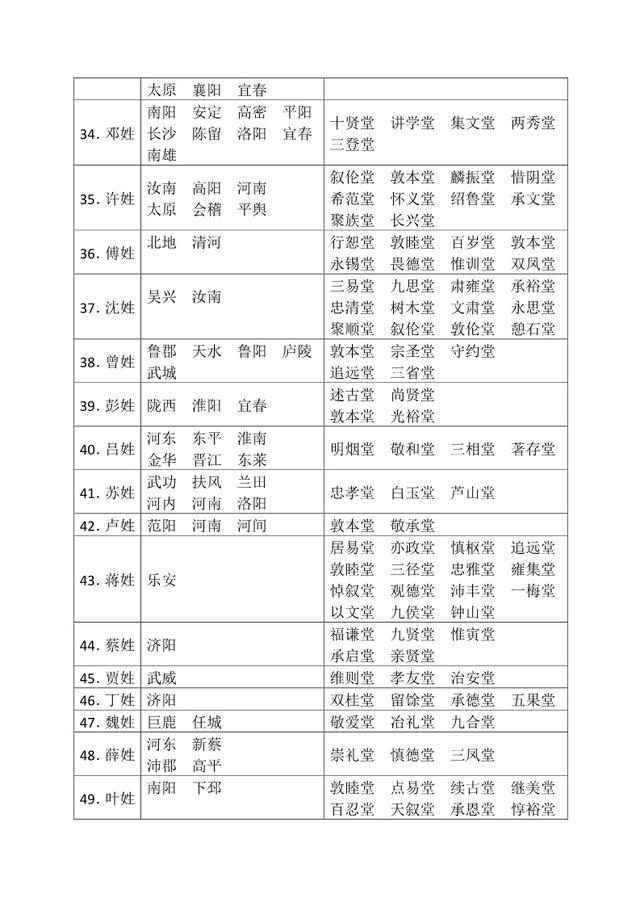 太原 襄阳 宜春
34. 邓姓
南阳 安定 高密 平阳
长沙 陈留 洛阳 宜春
南雄
十贤堂 讲学堂 集文堂 两秀堂
三登堂
35. 许姓
汝南 高阳 河南
太原 会稽 平舆
叙伦堂 敦本堂 麟振堂 惜阴堂
希范堂 怀义堂 绍鲁堂 承文堂
聚族堂 长兴堂
36. 傅姓
北地 清河
行恕堂 敦睦堂 百岁堂 敦本堂
永锡堂 畏德堂 惟训堂 双凤堂
37. 沈姓
吴兴 汝南
三易堂 九思堂 肃雍堂 承裕堂
忠清堂 树木堂 文肃堂 永思堂
聚顺堂 叙伦堂 敦伦堂 憩石堂
38. 曾姓
鲁郡 天水 鲁阳 庐陵
武城
敦本堂 宗圣堂 守约堂
追远堂 三省堂
39. 彭姓
陇西 淮阳 宜春
述古堂 尚贤堂
敦本堂 光裕堂
40. 吕姓
河东 东平 淮南
金华 晋江 东莱
明烟堂 敬和堂 三相堂 著存堂
41. 苏姓
武功 扶风 兰田
河内 河南 洛阳
忠孝堂 白玉堂 芦山堂
42. 卢姓
范阳 河南 河间
敦本堂 敬承堂
43. 蒋姓
乐安
居易堂 亦政堂 慎枢堂 追远堂
敦睦堂 三径堂 忠雅堂 雍集堂
悼叙堂 观德堂 沛丰堂 一梅堂
以文堂 九侯堂 钟山堂
44. 蔡姓
济阳
福谦堂 九贤堂 惟寅堂
承启堂 亲贤堂
45. 贾姓
武威
维则堂 孝友堂 治安堂
46. 丁姓
济阳
双桂堂 留馀堂 承德堂 五果堂
47. 魏姓
巨鹿 任城
敬爱堂 冶礼堂 九合堂
48. 薛姓
河东 新蔡
沛郡 高平
崇礼堂 慎德堂 三凤堂
49. 叶姓
南阳 下邳
敦睦堂 点易堂 续古堂 继美堂
百忍堂 天叙堂 承恩堂 惇裕堂